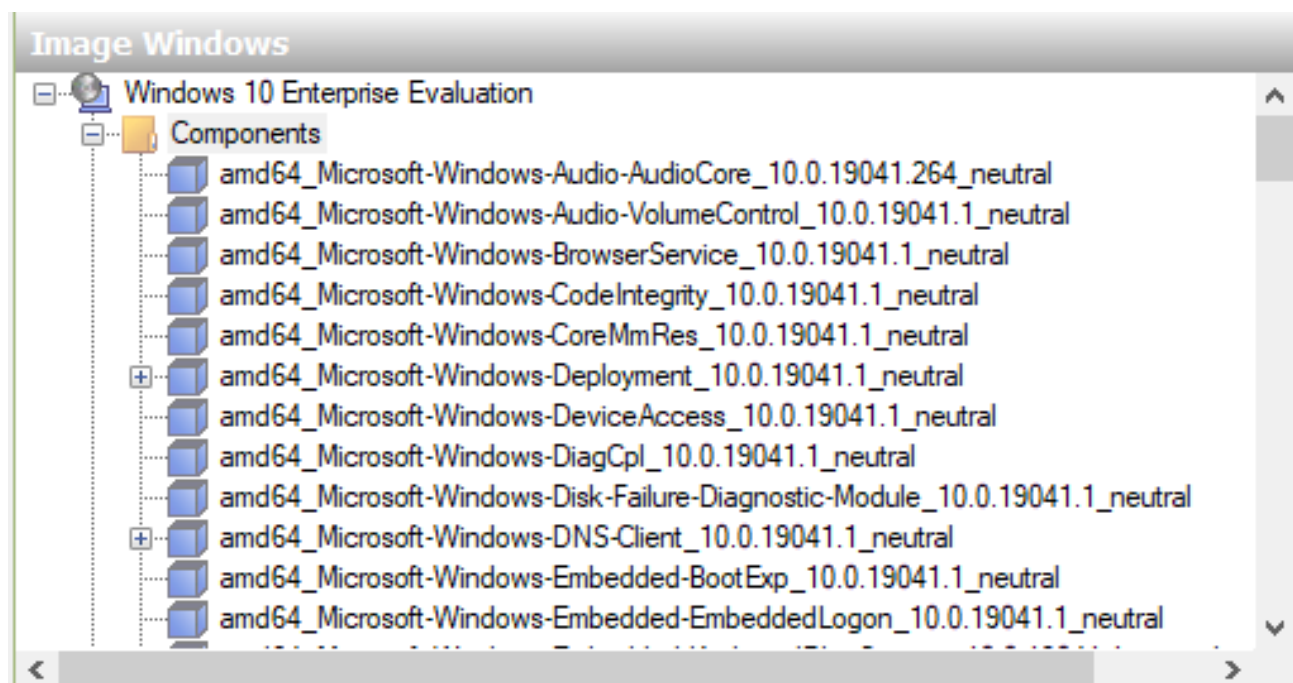 Image Windows
Windows 10 Enterprise Evaluation
Components
amd64_Microsoft-Windows-Audio-AudioCore_10.0.19041.264_neutral
amd64_Microsoft-Windows-Audio-VolumeControl_10.0.19041.1_neutral
amd64_Microsoft-Windows-BrowserService_10.0.19041.1_neutral
amd64_Microsoft-Windows-CodeIntegrity_10.0.19041.1_neutral
amd64_Microsoft-Windows-CoreMmRes_10.0.19041.1_neutral
amd64_Microsoft-Windows-Deployment_10.0.19041.1_neutral
amd64_Microsoft-Windows-DeviceAccess_10.0.19041.1_neutral
amd64_Microsoft-Windows-DiagCpl_10.0.19041.1_neutral
amd64_Microsoft-Windows-Disk-Failure-Diagnostic-Module_10.0.19041.1_neutral
amd64_Microsoft-Windows-DNS-Client_10.0.19041.1_neutral
amd64_Microsoft-Windows-Embedded-BootExp_10.0.19041.1_neutral
amd64_Microsoft-Windows-Embedded-EmbeddedLogon_10.0.19041.1_neutral